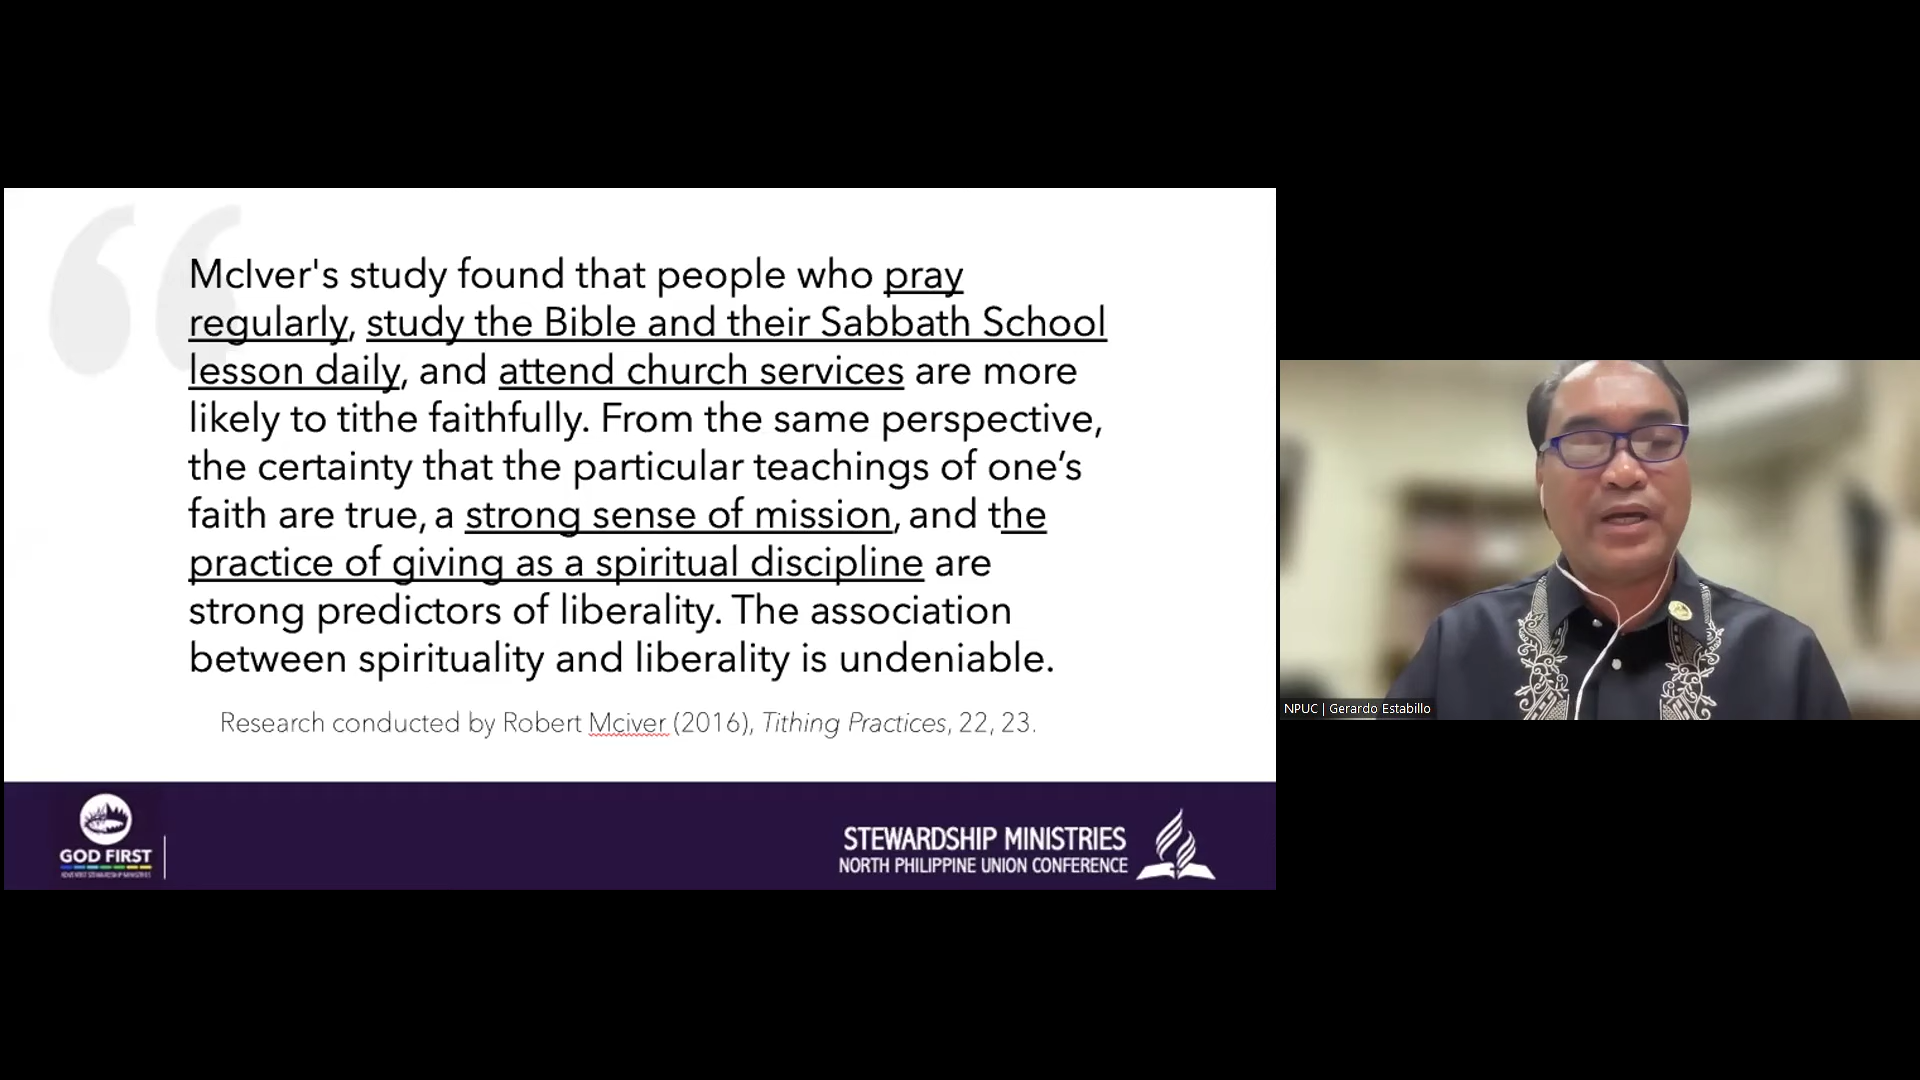 McIver's study found that people who pray
regularly, study the Bible and their Sabbath School
lesson daily, and attend church services are more
likely to tithe faithfully. From the same perspective,
the certainty that the particular teachings of one’s
faith are true, a strong sense of mission, and the
practice of giving as a spiritual discipline are
strong predictors of liberality. The association
between spirituality and liberality is undeniable.
Research conducted by Robert Mciver (2016), Tithing Practices, 22, 23.
GOD FIRST
ADVENTIST STEWARDSHIP MINISTRIES
STEWARDSHIP MINISTRIES
NORTH PHILIPPINE UNION CONFERENCE
NPUC | Gerardo Estabillo